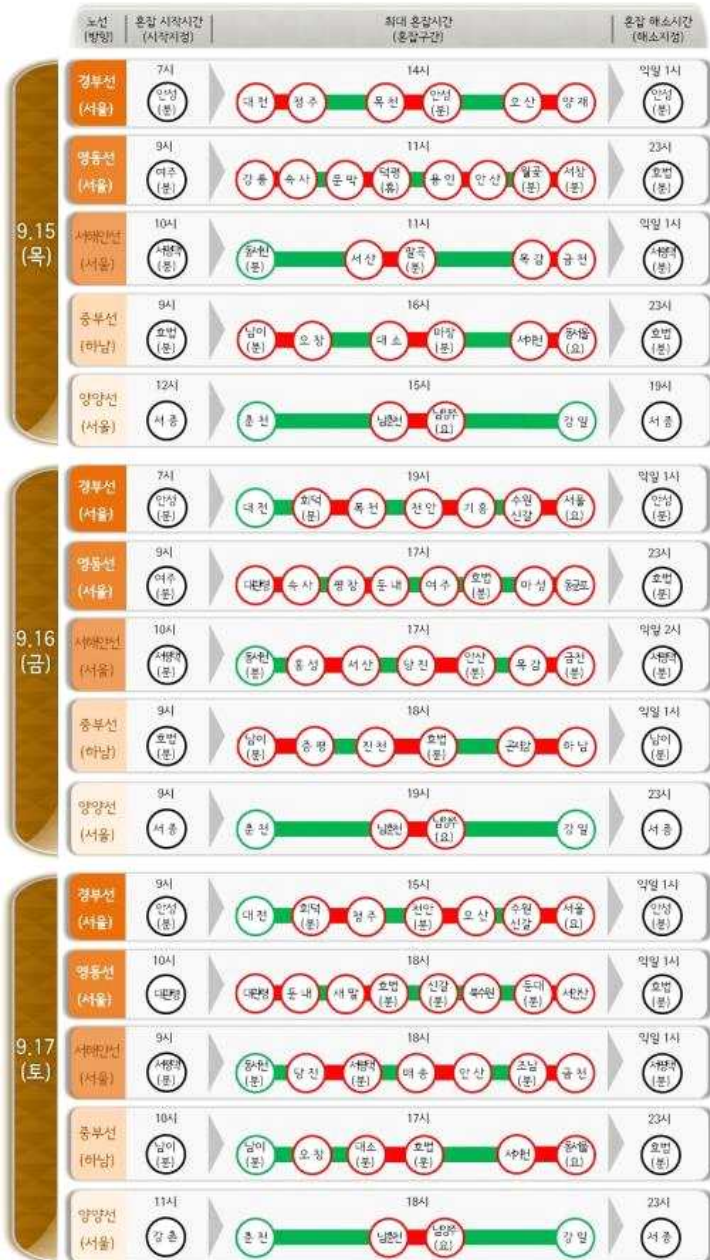 노선 혼잡 시작시간 최대 혼잡시간 혼잡 해소시간
(방향) (시작지점) (혼잡구간) (해소지점)
9.15
(목)
경부선 7시 14시 익일 1시
(서울) 안성(분) 대전 청주 목천 안성(분) 오산 양재 안성(분)
영동선 9시 11시 23시
(서울) 여주(분) 강릉 속사 문막 덕평(휴) 용인 안산 월곶(분) 서창(분) 호법(분)
서해안선 10시 11시 익일 1시
(서울) 서평택(분) 동서천(분) 서산 팔곡(분) 목감 금천 서평택(분)
중부선 9시 16시 23시
(하남) 호법(분) 남이(분) 오창 대소 마장(분) 서이천 동서울(요) 호법(분)
양양선 12시 15시 19시
(서울) 서종 춘천 남춘천 남양주(요) 강일 서종
9.16
(금)
경부선 7시 19시 익일 1시
(서울) 안성(분) 대전 회덕(분) 목천 천안 기흥 수원신갈 서울(요) 안성(분)
영동선 9시 17시 23시
(서울) 여주(분) 대관령 속사 평창 둔내 여주 호법(분) 마성 동군포 호법(분)
서해안선 10시 17시 익일 2시
(서울) 서평택(분) 동서천(분) 홍성 서산 당진 안산(분) 목감 금천(분) 서평택(분)
중부선 9시 18시 익일 1시
(하남) 호법(분) 남이(분) 증평 진천 호법(분) 곤지암 하남 남이(분)
양양선 9시 19시 23시
(서울) 서종 춘천 남춘천 남양주(요) 강일 서종
9.17
(토)
경부선 9시 15시 익일 1시
(서울) 안성(분) 대전 회덕(분) 청주 천안(분) 오산 수원신갈 서울(요) 안성(분)
영동선 10시 18시 익일 1시
(서울) 대관령 대관령 둔내 새말 호법(분) 신갈(분) 북수원 둔대(분) 서안산 호법(분)
서해안선 9시 18시 익일 1시
(서울) 서평택(분) 동서천(분) 당진 서평택(분) 매송 안산 조남(분) 금천 서평택(분)
중부선 10시 17시 23시
(하남) 남이(분) 남이(분) 오창 대소(분) 호법(분) 서이천 동서울(요) 호법(분)
양양선 11시 18시 23시
(서울) 강촌 춘천 남춘천 남양주(요) 강일 서종